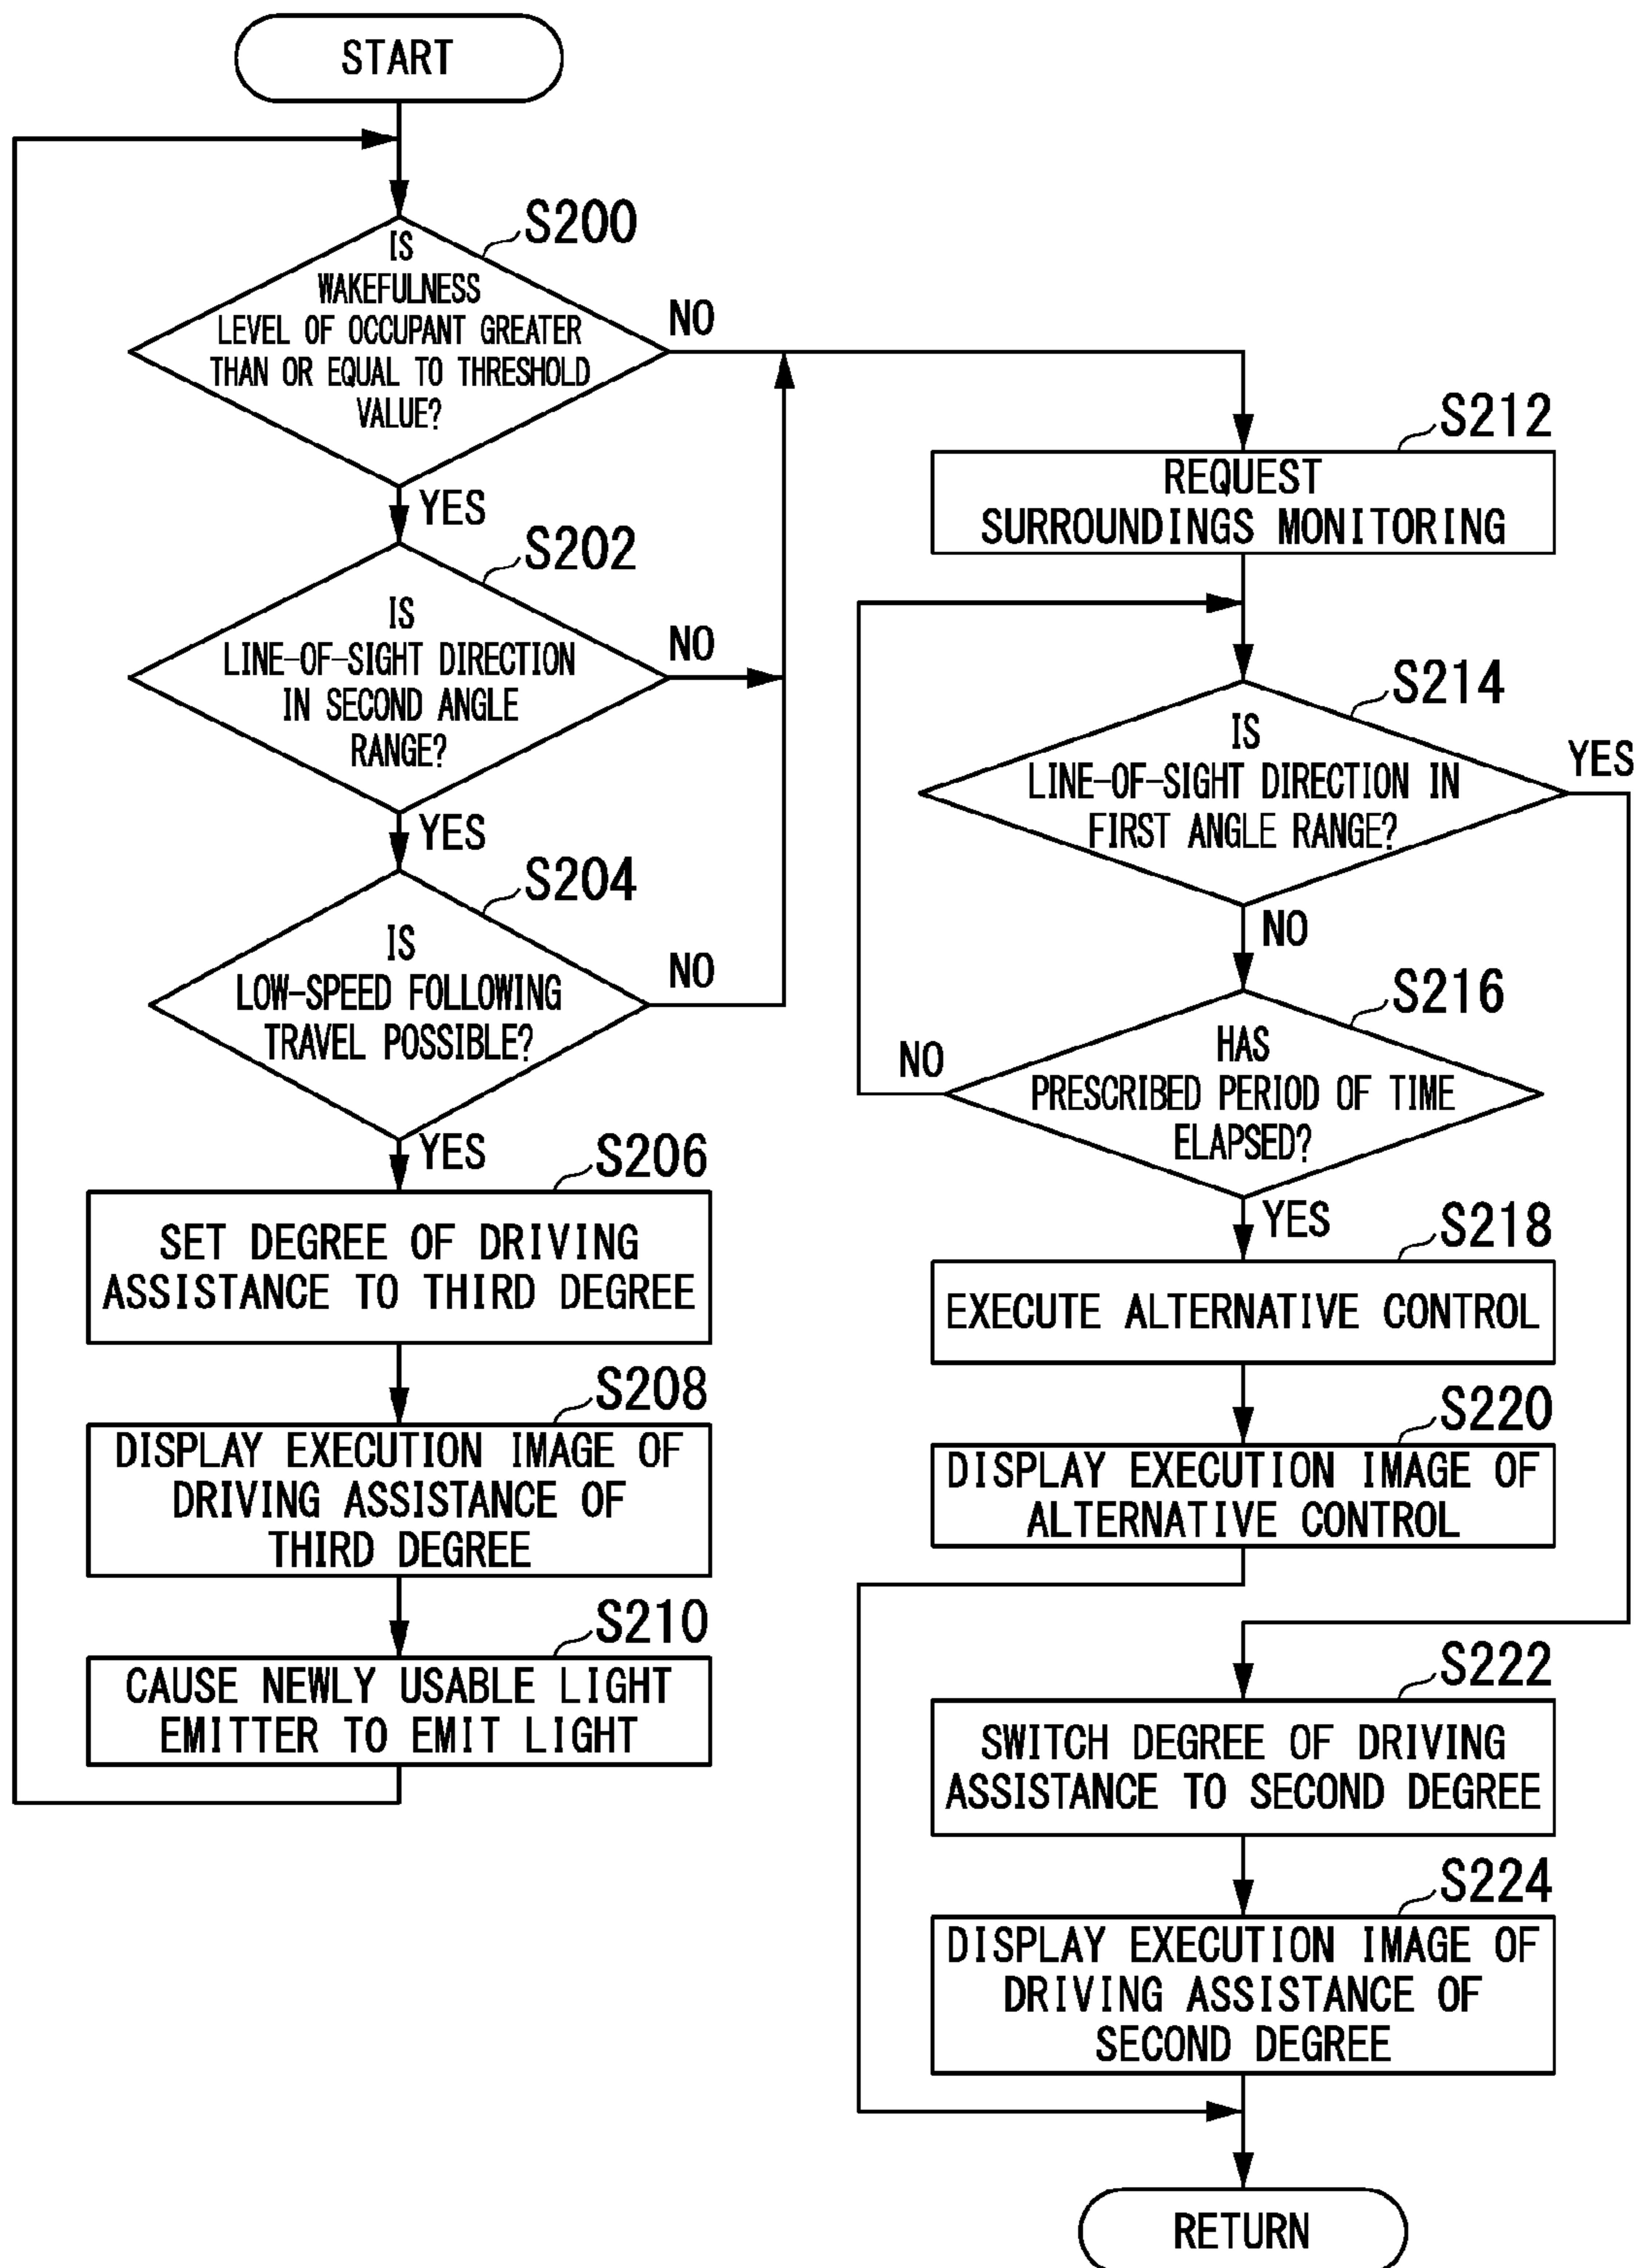 START
S200
IS
WAKEFULNESS
LEVEL OF OCCUPANT GREATER
THAN OR EQUAL TO THRESHOLD
VALUE?
NO
YES
S202
IS
LINE-OF-SIGHT DIRECTION
IN SECOND ANGLE
RANGE?
NO
YES
S204
IS
LOW-SPEED FOLLOWING
TRAVEL POSSIBLE?
NO
YES
S206
SET DEGREE OF DRIVING
ASSISTANCE TO THIRD DEGREE
S208
DISPLAY EXECUTION IMAGE OF
DRIVING ASSISTANCE OF
THIRD DEGREE
S210
CAUSE NEWLY USABLE LIGHT
EMITTER TO EMIT LIGHT
S212
REQUEST
SURROUNDINGS MONITORING
S214
IS
LINE-OF-SIGHT DIRECTION IN
FIRST ANGLE RANGE?
YES
NO
S216
HAS
PRESCRIBED PERIOD OF TIME
ELAPSED?
NO
YES
S218
EXECUTE ALTERNATIVE CONTROL
S220
DISPLAY EXECUTION IMAGE OF
ALTERNATIVE CONTROL
S222
SWITCH DEGREE OF DRIVING
ASSISTANCE TO SECOND DEGREE
S224
DISPLAY EXECUTION IMAGE OF
DRIVING ASSISTANCE OF
SECOND DEGREE
RETURN